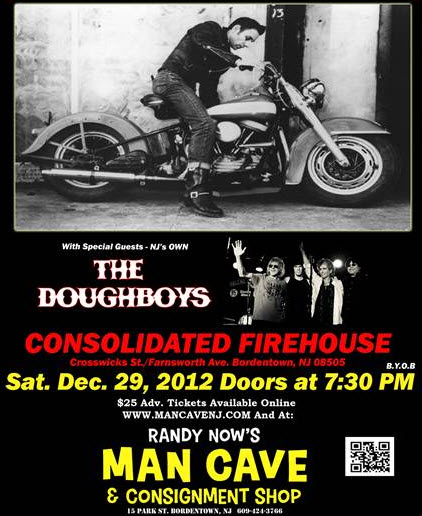 13
With Special Guests - NJ's OWN
THE
DOUGHBOYS
CONSOLIDATED FIREHOUSE
Crosswicks St./Farnsworth Ave. Bordentown, NJ 08505
B.Y.O.B
Sat. Dec. 29, 2012 Doors at 7:30 PM
$25 Adv. Tickets Available Online
WWW.MANCAVENJ.COM And At:
RANDY NOW'S
MAN CAVE
& CONSIGNMENT SHOP
15 PARK ST. BORDENTOWN, NJ 609-424-3766